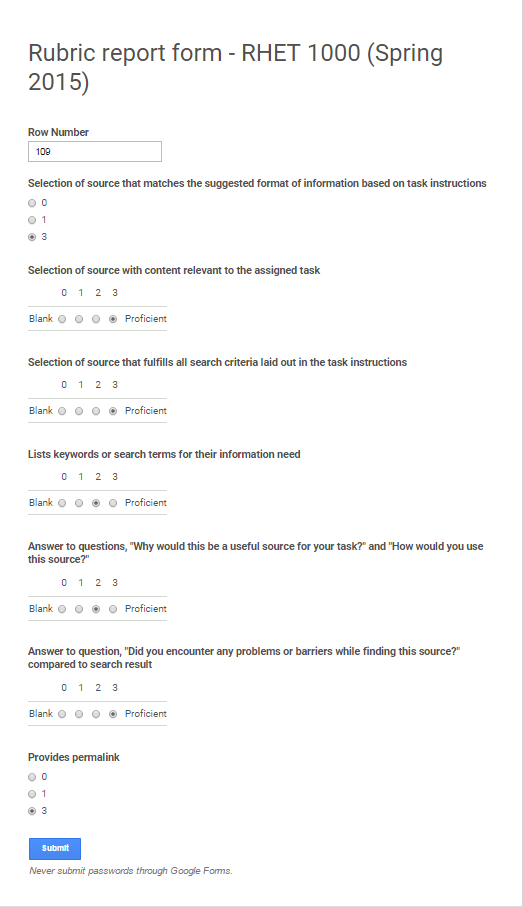 Rubric report form - RHET 1000 (Spring
2015)
Row Number
109
Selection of source that matches the suggested format of information based on task instructions
0
1
3
Selection of source with content relevant to the assigned task
0 1 2 3
Blank Proficient
Selection of source that fulfills all search criteria laid out in the task instructions
0 1 2 3
Blank Proficient
Lists keywords or search terms for their information need
0 1 2 3
Blank Proficient
Answer to questions, "Why would this be a useful source for your task?" and "How would you use
this source?"
0 1 2 3
Blank Proficient
Answer to question, "Did you encounter any problems or barriers while finding this source?"
compared to search result
0 1 2 3
Blank Proficient
Provides permalink
0
1
3
Submit
Never submit passwords through Google Forms.